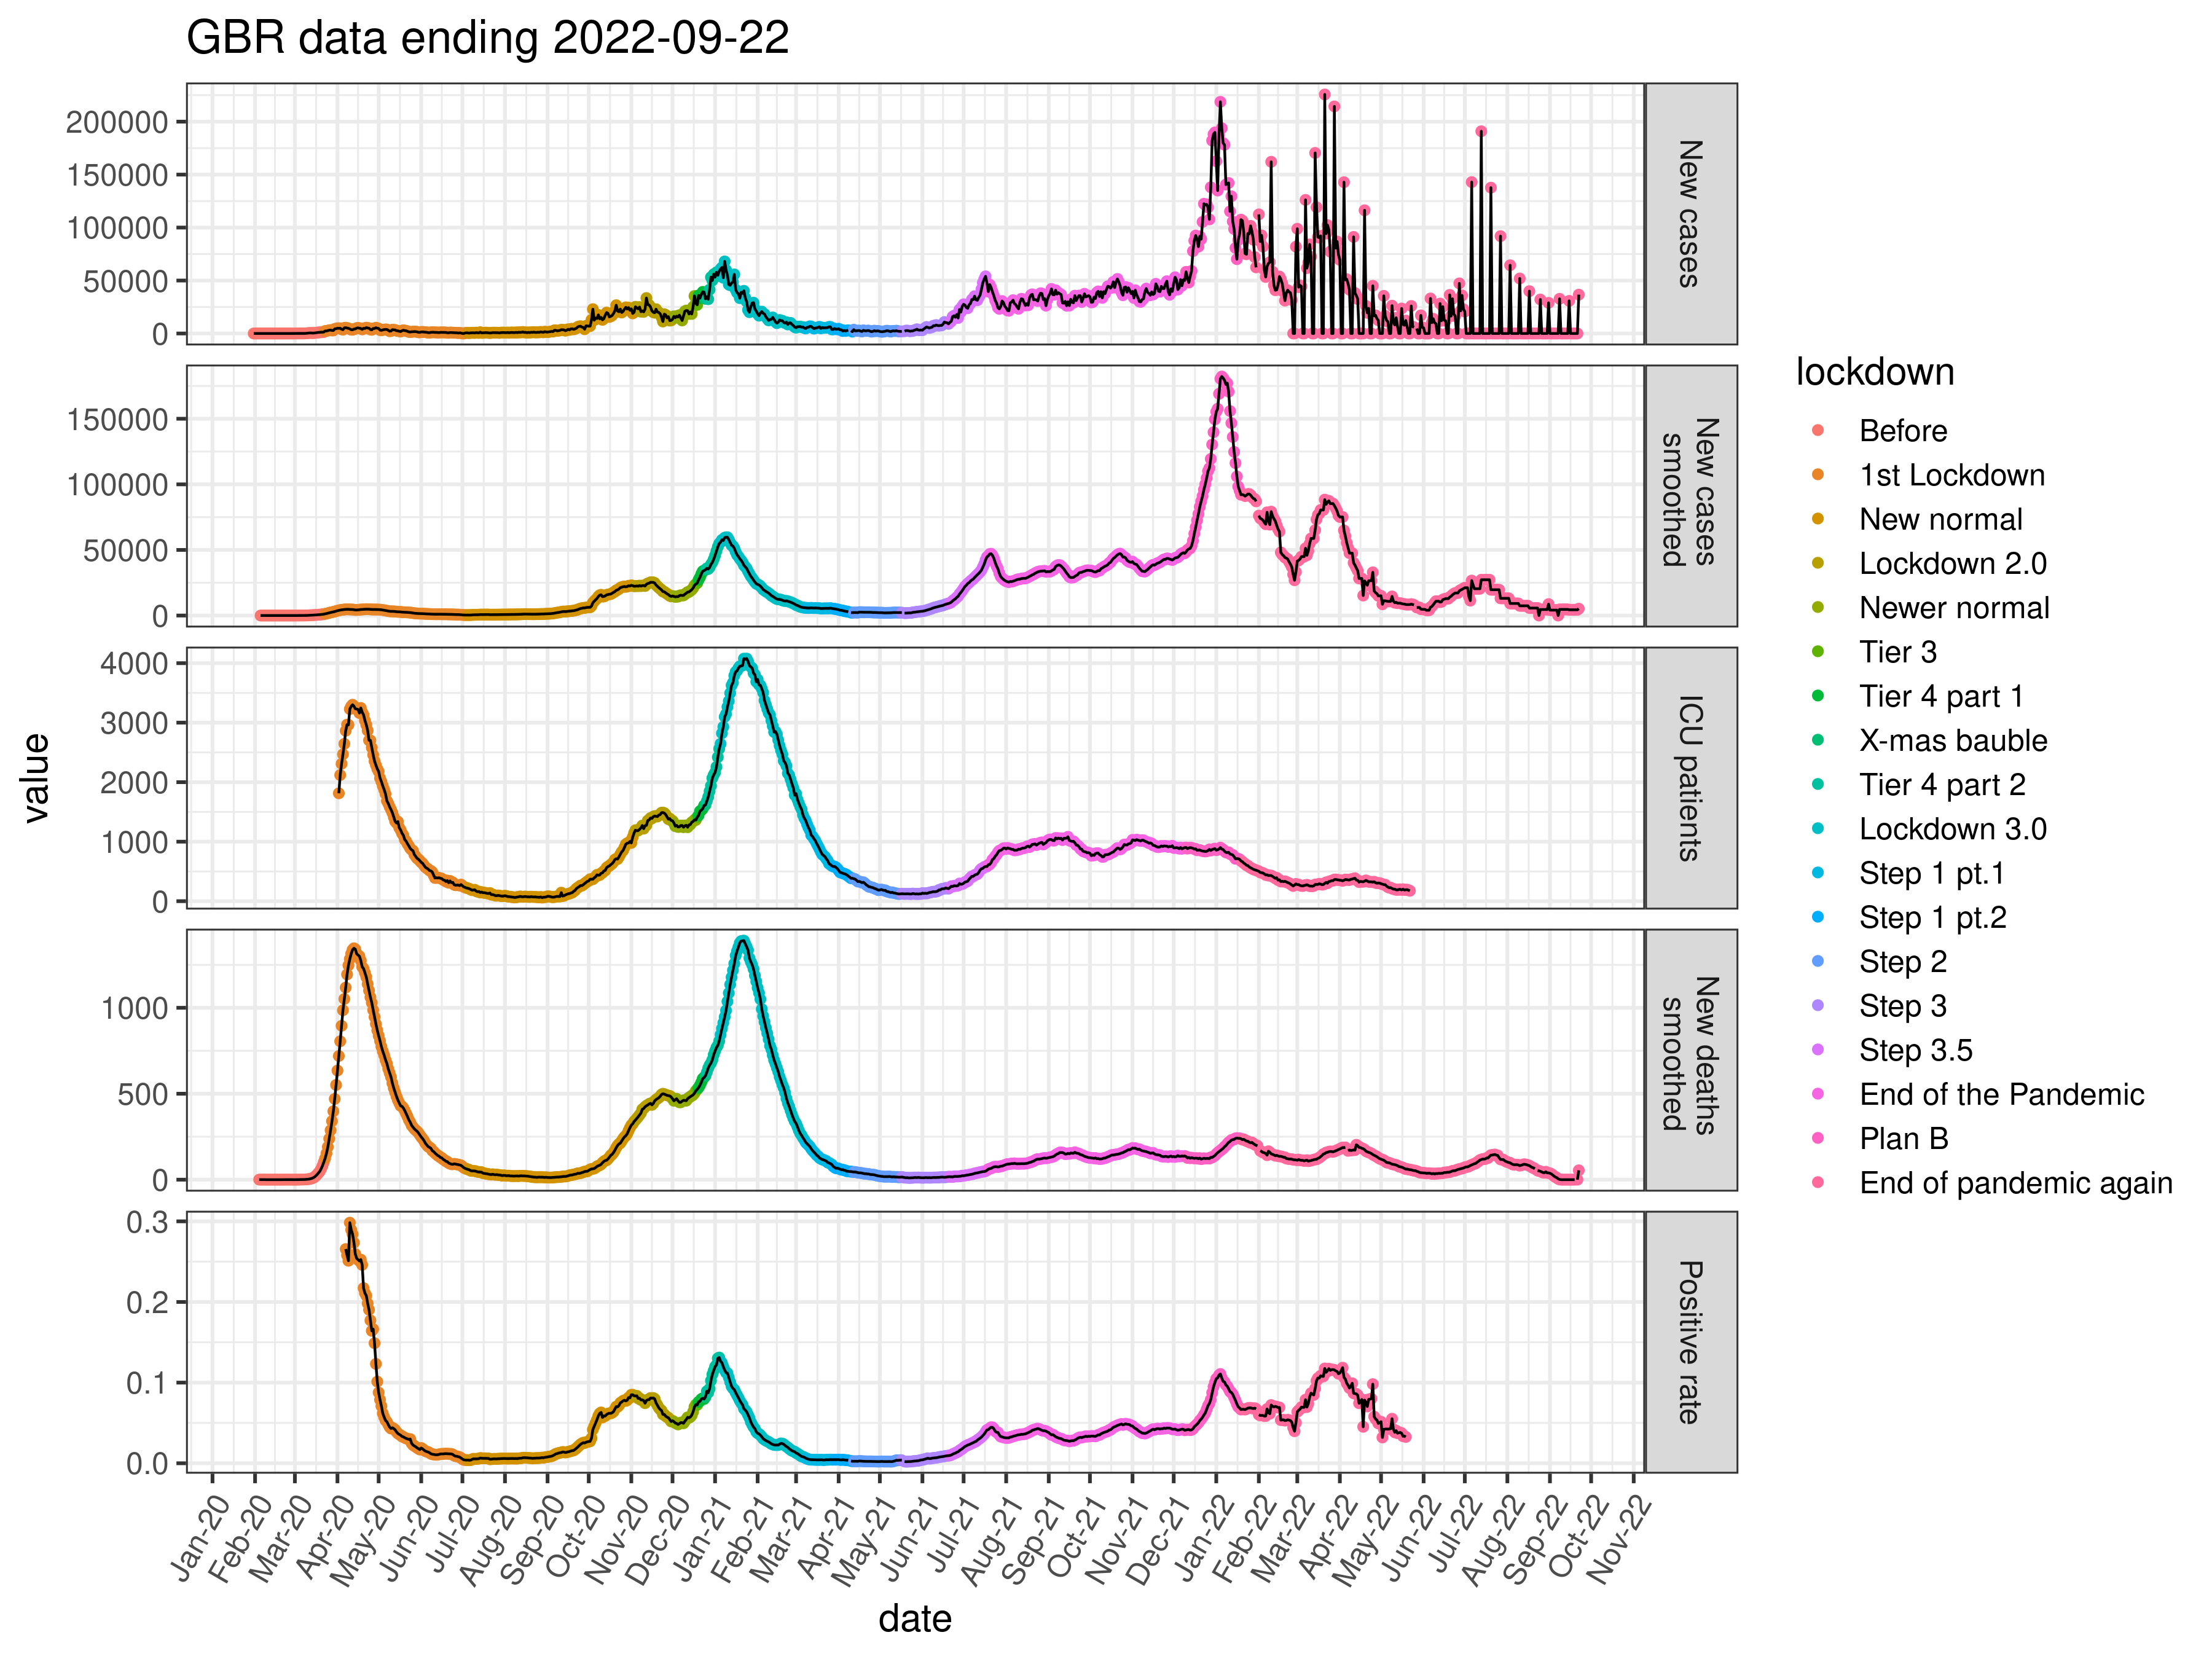 GBR data ending 2022-09-22
200000
150000
100000
50000
0
New cases
150000
100000
50000
0
New cases
smoothed
4000
3000
2000
1000
0
ICU patients
1000
500
0
New deaths
smoothed
0.3
0.2
0.1
0.0
Positive rate
value
Jan-20
Feb-20
Mar-20
Apr-20
May-20
Jun-20
Jul-20
Aug-20
Sep-20
Oct-20
Nov-20
Dec-20
Jan-21
Feb-21
Mar-21
Apr-21
May-21
Jun-21
Jul-21
Aug-21
Sep-21
Oct-21
Nov-21
Dec-21
Jan-22
Feb-22
Mar-22
Apr-22
May-22
Jun-22
Jul-22
Aug-22
Sep-22
Oct-22
Nov-22
date
lockdown
Before
1st Lockdown
New normal
Lockdown 2.0
Newer normal
Tier 3
Tier 4 part 1
X-mas bauble
Tier 4 part 2
Lockdown 3.0
Step 1 pt.1
Step 1 pt.2
Step 2
Step 3
Step 3.5
End of the Pandemic
Plan B
End of pandemic again